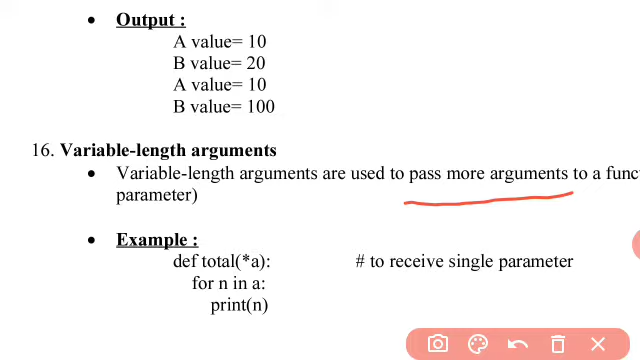 • Output :
A value= 10
B value= 20
A value= 10
B value= 100
16. Variable-length arguments
• Variable-length arguments are used to pass more arguments to a func
parameter)
• Example :
def total(*a): # to receive single parameter
for n in a:
print(n)